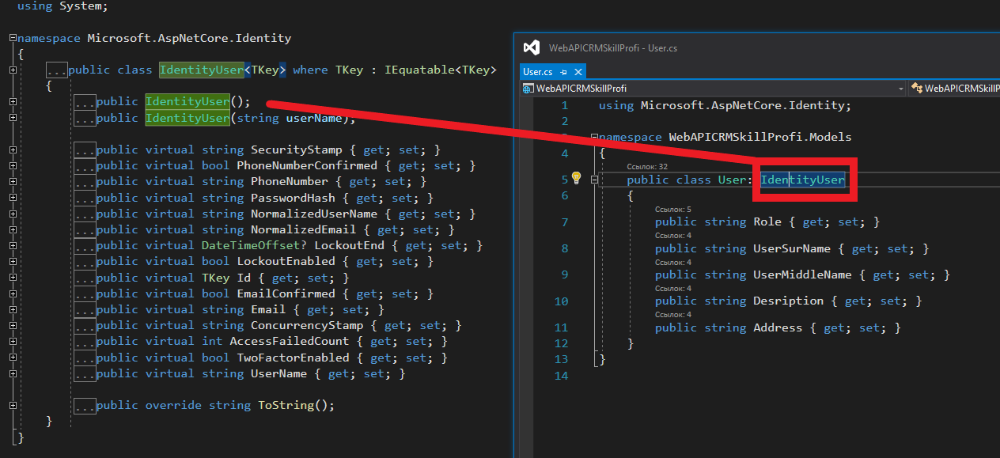 using System;
namespace Microsoft.AspNetCore.Identity
{
...public class IdentityUser<TKey> where TKey : IEquatable<TKey>
{
...public IdentityUser();
...public IdentityUser(string userName);
...public virtual string SecurityStamp { get; set; }
...public virtual bool PhoneNumberConfirmed { get; set; }
...public virtual string PhoneNumber { get; set; }
...public virtual string PasswordHash { get; set; }
...public virtual string NormalizedUserName { get; set; }
...public virtual string NormalizedEmail { get; set; }
...public virtual DateTimeOffset? LockoutEnd { get; set; }
...public virtual bool LockoutEnabled { get; set; }
...public virtual TKey Id { get; set; }
...public virtual bool EmailConfirmed { get; set; }
...public virtual string Email { get; set; }
...public virtual string ConcurrencyStamp { get; set; }
...public virtual int AccessFailedCount { get; set; }
...public virtual bool TwoFactorEnabled { get; set; }
...public virtual string UserName { get; set; }
...public override string ToString();
}
}
WebAPICRMSkillProfi - User.cs
User.cs
WebAPICRMSkillProfi WebAPICRMSkillP
1 using Microsoft.AspNetCore.Identity;
2
3 namespace WebAPICRMSkillProfi.Models
4 {
Ссылок: 32
5 public class User: IdentityUser
6 {
Ссылок: 5
7 public string Role { get; set; }
Ссылок: 4
8 public string UserSurName { get; set; }
Ссылок: 4
9 public string UserMiddleName { get; set; }
Ссылок: 4
10 public string Desription { get; set; }
Ссылок: 4
11 public string Address { get; set; }
12 }
13 }
14